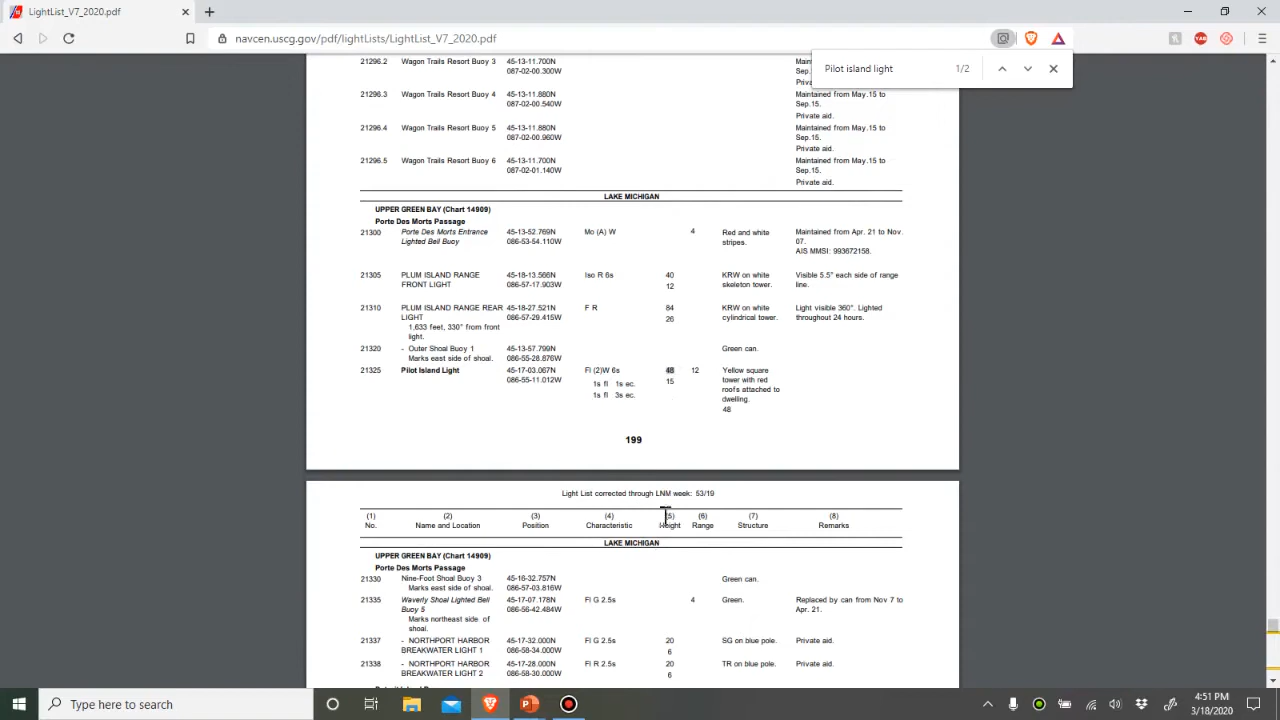 LightList_V7_2020.pdf
navcen.uscg.gov/pdf/lightLists/LightList_V7_2020.pdf
Pilot island light 1/2
21296.2 Wagon Trails Resort Buoy 3 45-13-11.700N
087-02-00.300W Sep.
21296.3 Wagon Trails Resort Buoy 4 45-13-11.880N Maintained from May.15 to
087-02-00.540W Sep.15.
Private aid.
21296.4 Wagon Trails Resort Buoy 5 45-13-11.880N Maintained from May.15 to
087-02-00.960W Sep.15.
Private aid.
21296.5 Wagon Trails Resort Buoy 6 45-13-11.700N Maintained from May.15 to
087-02-01.140W Sep.15.
Private aid.
LAKE MICHIGAN
UPPER GREEN BAY (Chart 14909)
Porte Des Morts Passage
21300 Porte Des Morts Entrance 45-13-52.769N Mo (A) W 4 Red and white Maintained from Apr. 21 to Nov.
Lighted Bell Buoy 086-53-54.110W stripes. 07.
AIS MMSI: 993672158.
21305 PLUM ISLAND RANGE 45-18-13.566N Iso R 6s 40 KRW on white Visible 5.5° each side of range
FRONT LIGHT 086-57-17.903W 12 skeleton tower. line.
21310 PLUM ISLAND RANGE REAR 45-18-27.521N F R 84 KRW on white Light visible 360°. Lighted
LIGHT 086-57-29.415W 26 cylindrical tower. throughout 24 hours.
1,633 feet, 330° from front
light.
21320 - Outer Shoal Buoy 1 45-13-57.799N Green can.
Marks east side of shoal. 086-55-28.876W
21325 Pilot Island Light 45-17-03.067N Fl (2)W 6s 48 12 Yellow square
086-55-11.012W 1s fl 1s ec. 15 tower with red
1s fl 3s ec. roofs attached to
dwelling.
48
199
Light List corrected through LNM week: 53/19
(1) (2) (3) (4) (5) (6) (7) (8)
No. Name and Location Position Characteristic Height Range Structure Remarks
LAKE MICHIGAN
UPPER GREEN BAY (Chart 14909)
Porte Des Morts Passage
21330 Nine-Foot Shoal Buoy 3 45-16-32.757N Green can.
Marks east side of shoal. 086-57-03.816W
21335 Waverly Shoal Lighted Bell 45-17-07.178N Fl G 2.5s 4 Green. Replaced by can from Nov 7 to
Buoy 5 086-56-42.484W Apr. 21.
Marks northeast side of
shoal.
21337 - NORTHPORT HARBOR 45-17-32.000N Fl G 2.5s 20 SG on blue pole. Private aid.
BREAKWATER LIGHT 1 086-58-34.000W 6
21338 - NORTHPORT HARBOR 45-17-28.000N Fl R 2.5s 20 TR on blue pole. Private aid.
BREAKWATER LIGHT 2 086-58-30.000W 6
Type here to search
4:51 PM
3/18/2020